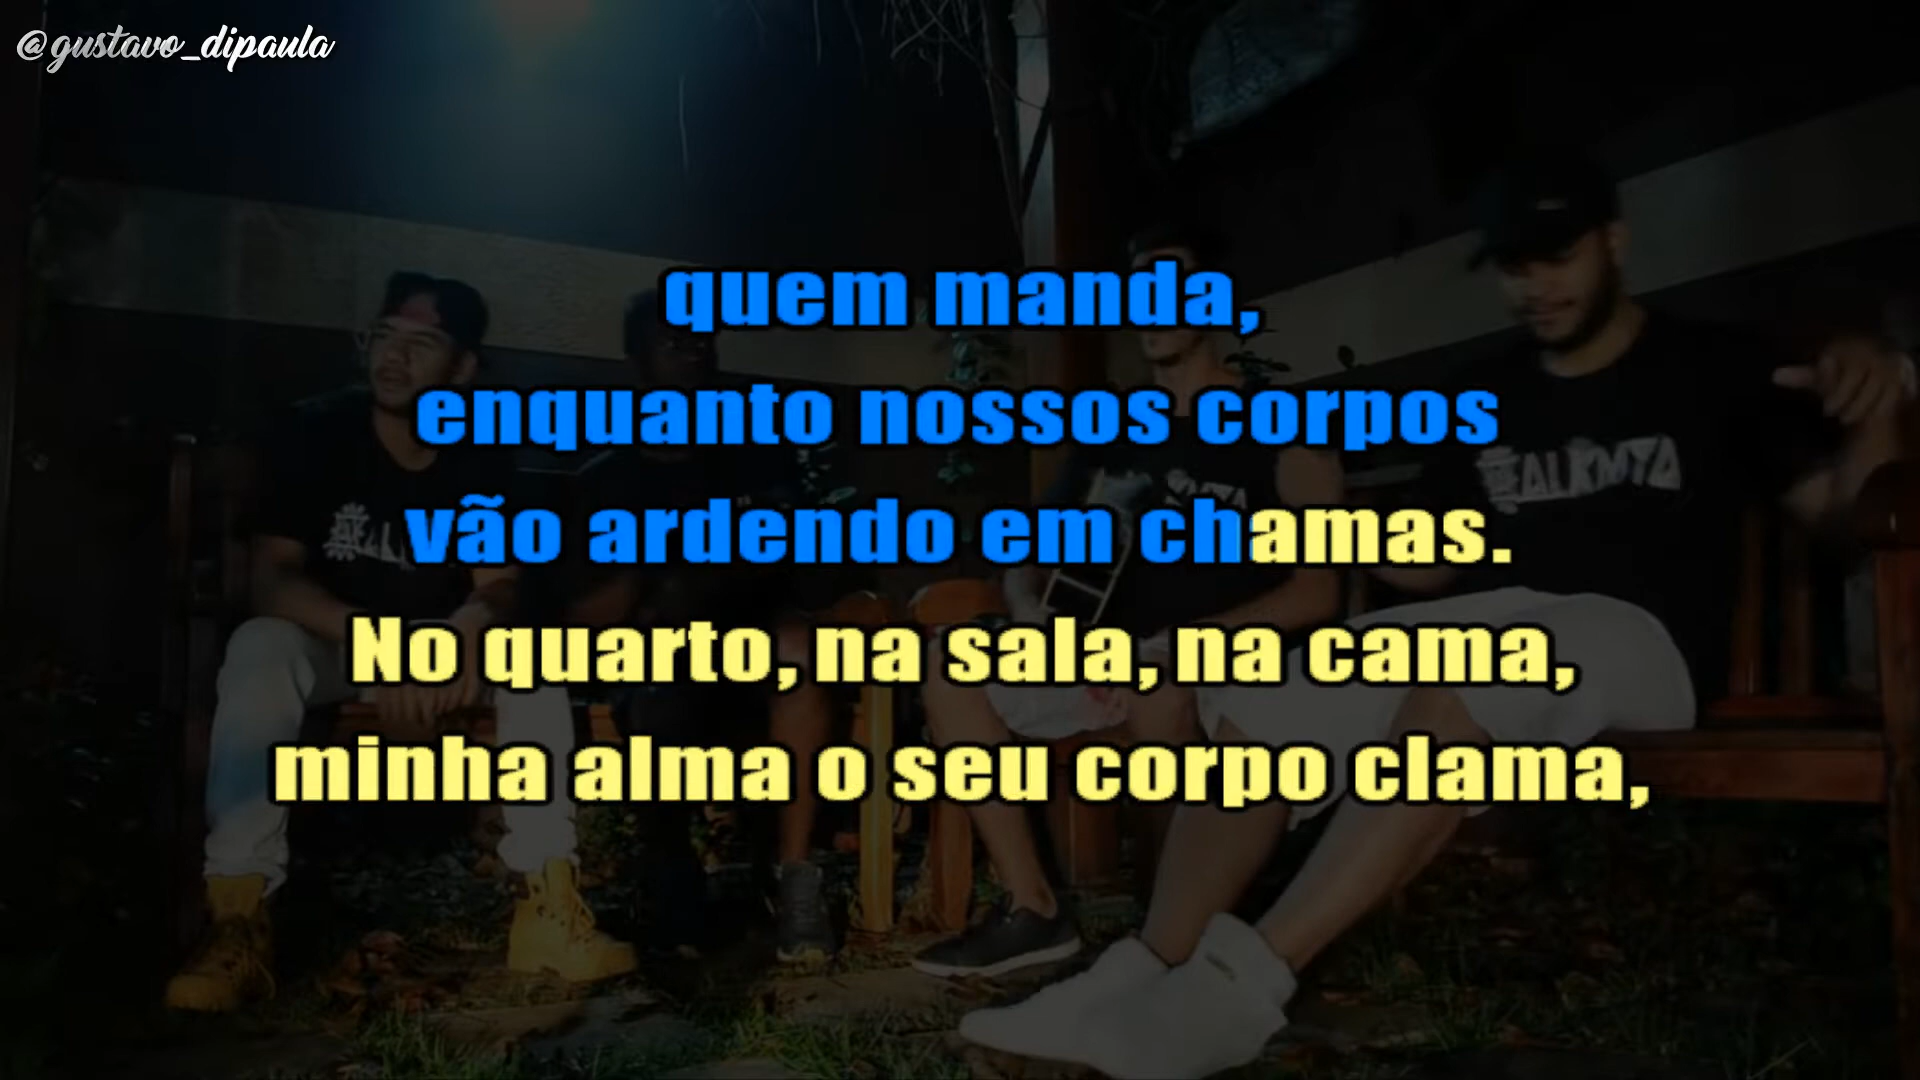 @gustavo_dipaula
quem manda,
enquanto nossos corpos
vão ardendo em chamas.
ALKMYA
No quarto, na sala, na cama,
minha alma o seu corpo clama,